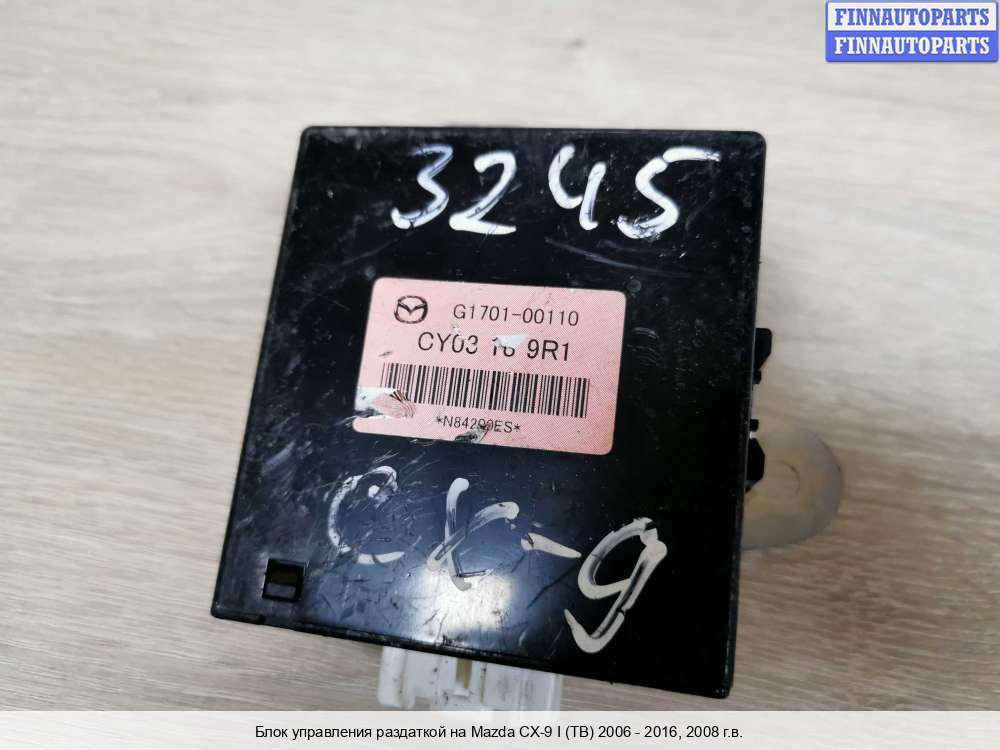 FINNAUTOPARTS
FINNAUTOPARTS
3245
G1701-00110
CY03 9R1
CX-9
Блок управления раздаткой на Mazda CX-9 I (TB) 2006 - 2016, 2008 г.в.